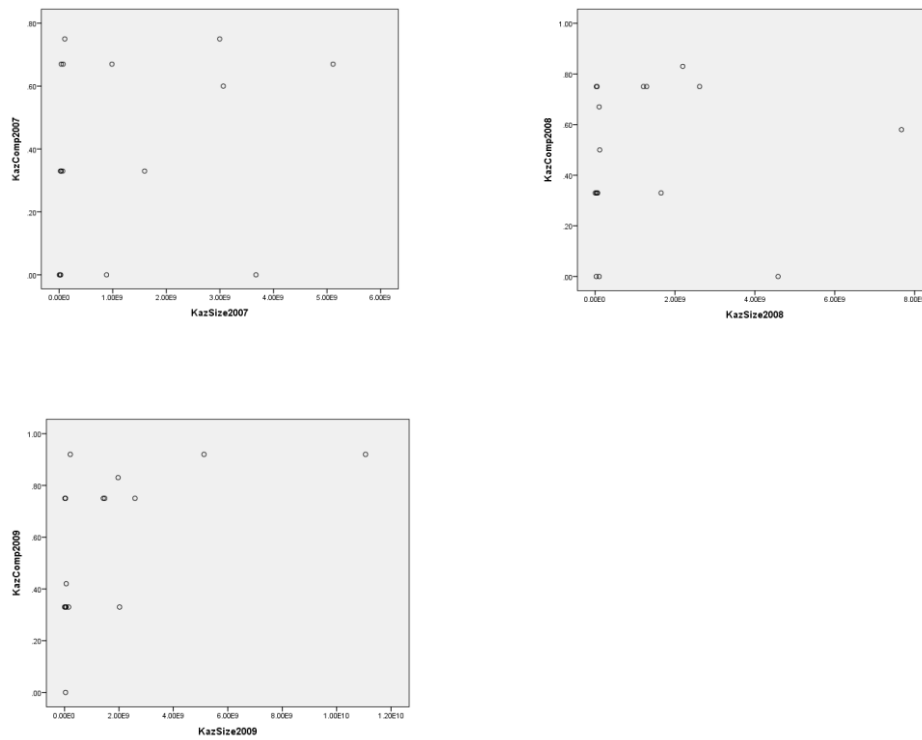 .80
.60
.40
.20
.00
KazComp2007
.00E0 1.00E9 2.00E9 3.00E9 4.00E9 5.00E9 6.00E9
KazSize2007
1.00
.80
.60
.40
.20
.00
KazComp2008
.00E0 2.00E9 4.00E9 6.00E9 8.00E9
KazSize2008
1.00
.80
.60
.40
.20
.00
KazComp2009
.00E0 2.00E9 4.00E9 6.00E9 8.00E9 1.00E10 1.20E10
KazSize2009